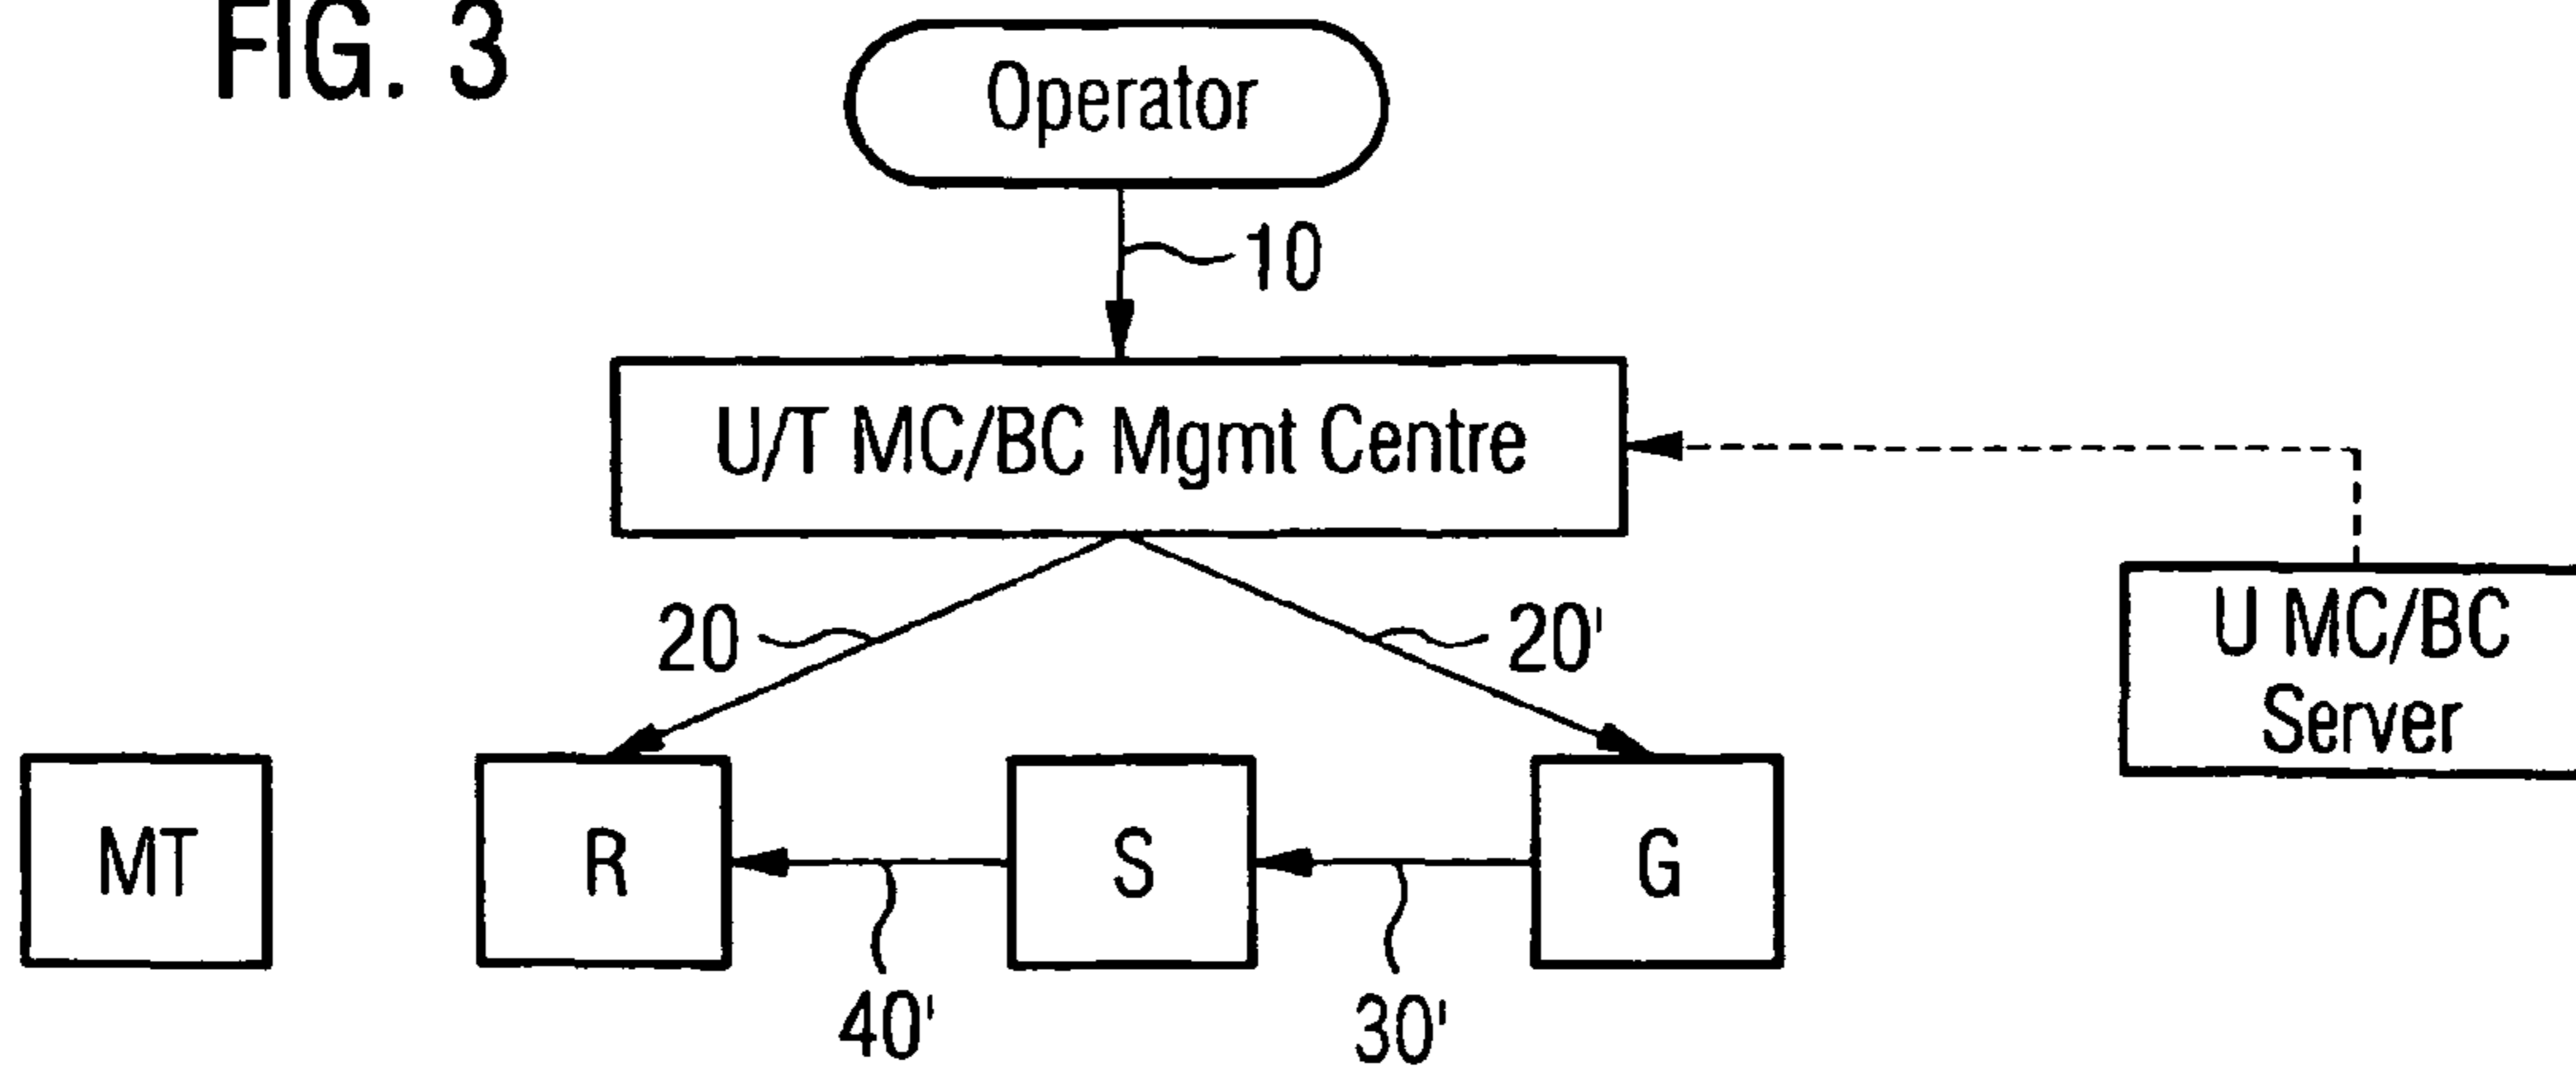 FIG. 3
Operator
10
U/T MC/BC Mgmt Centre
20
20'
U MC/BC
Server
MT
R
S
G
40'
30'